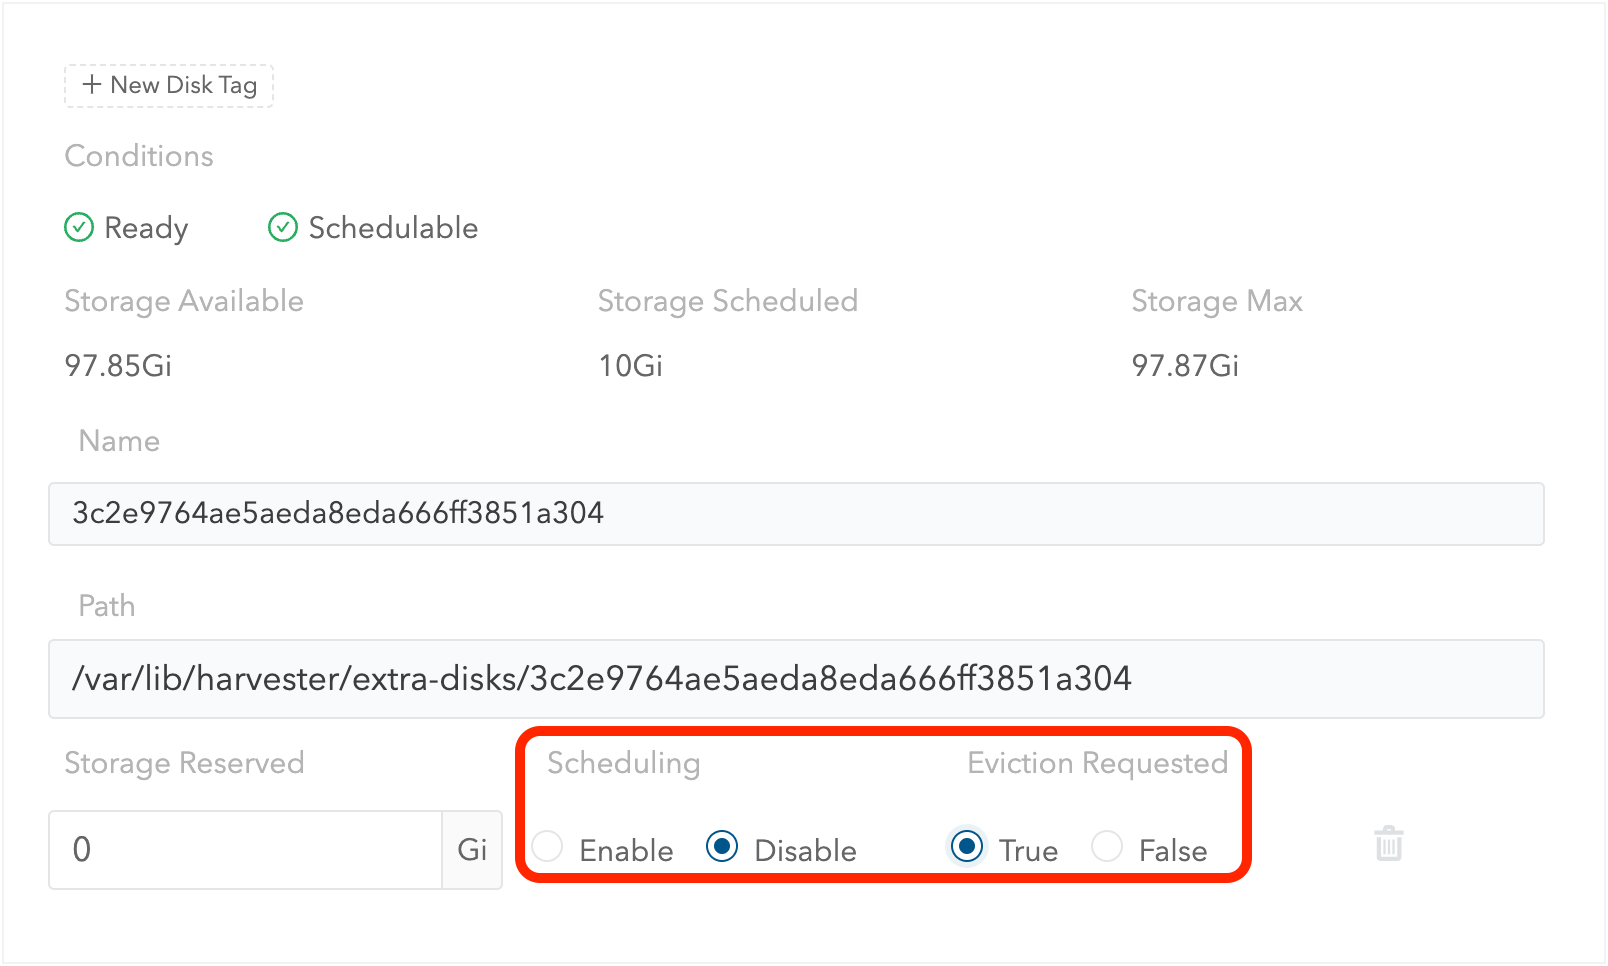 + New Disk Tag
Conditions
Ready Schedulable
Storage Available Storage Scheduled Storage Max
97.85Gi 10Gi 97.87Gi
Name
3c2e9764ae5aeda8eda666ff3851a304
Path
/var/lib/harvester/extra-disks/3c2e9764ae5aeda8eda666ff3851a304
Storage Reserved Scheduling Eviction Requested
0 Gi Enable Disable True False